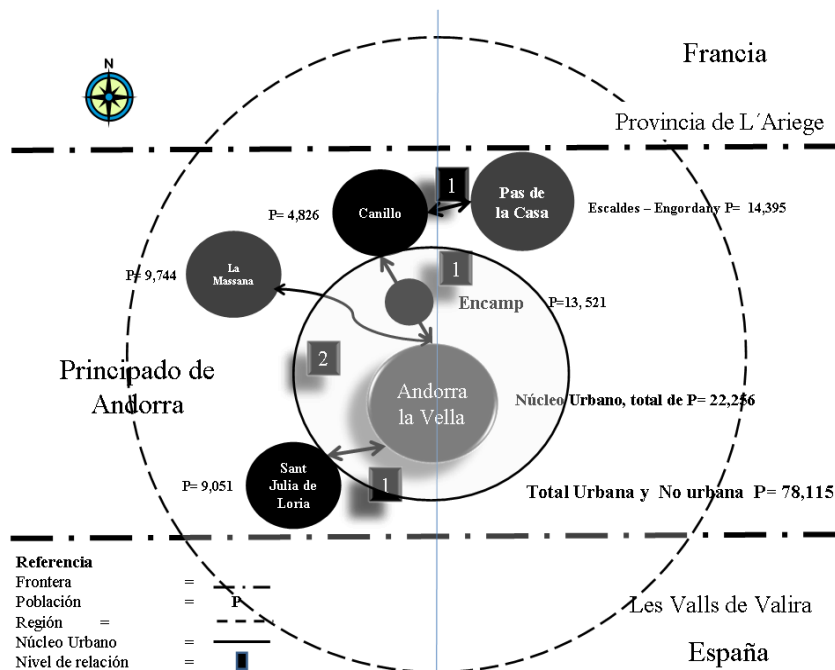 Francia
N
Provincia de L´Ariege
1
Pas de
la Casa
P= 4,826
Canillo
Escaldes – Engordany P= 14,395
P= 9,744
La
Massana
1
Encamp
P=13, 521
2
Principado de
Andorra
Andorra
la Vella
Núcleo Urbano, total de P= 22,256
P= 9,051
Sant
Julia de
Loria
1
Total Urbana y No urbana P= 78,115
Referencia
Frontera =
Población = P
Región =
Núcleo Urbano =
Nivel de relación =
Les Valls de Valira
España